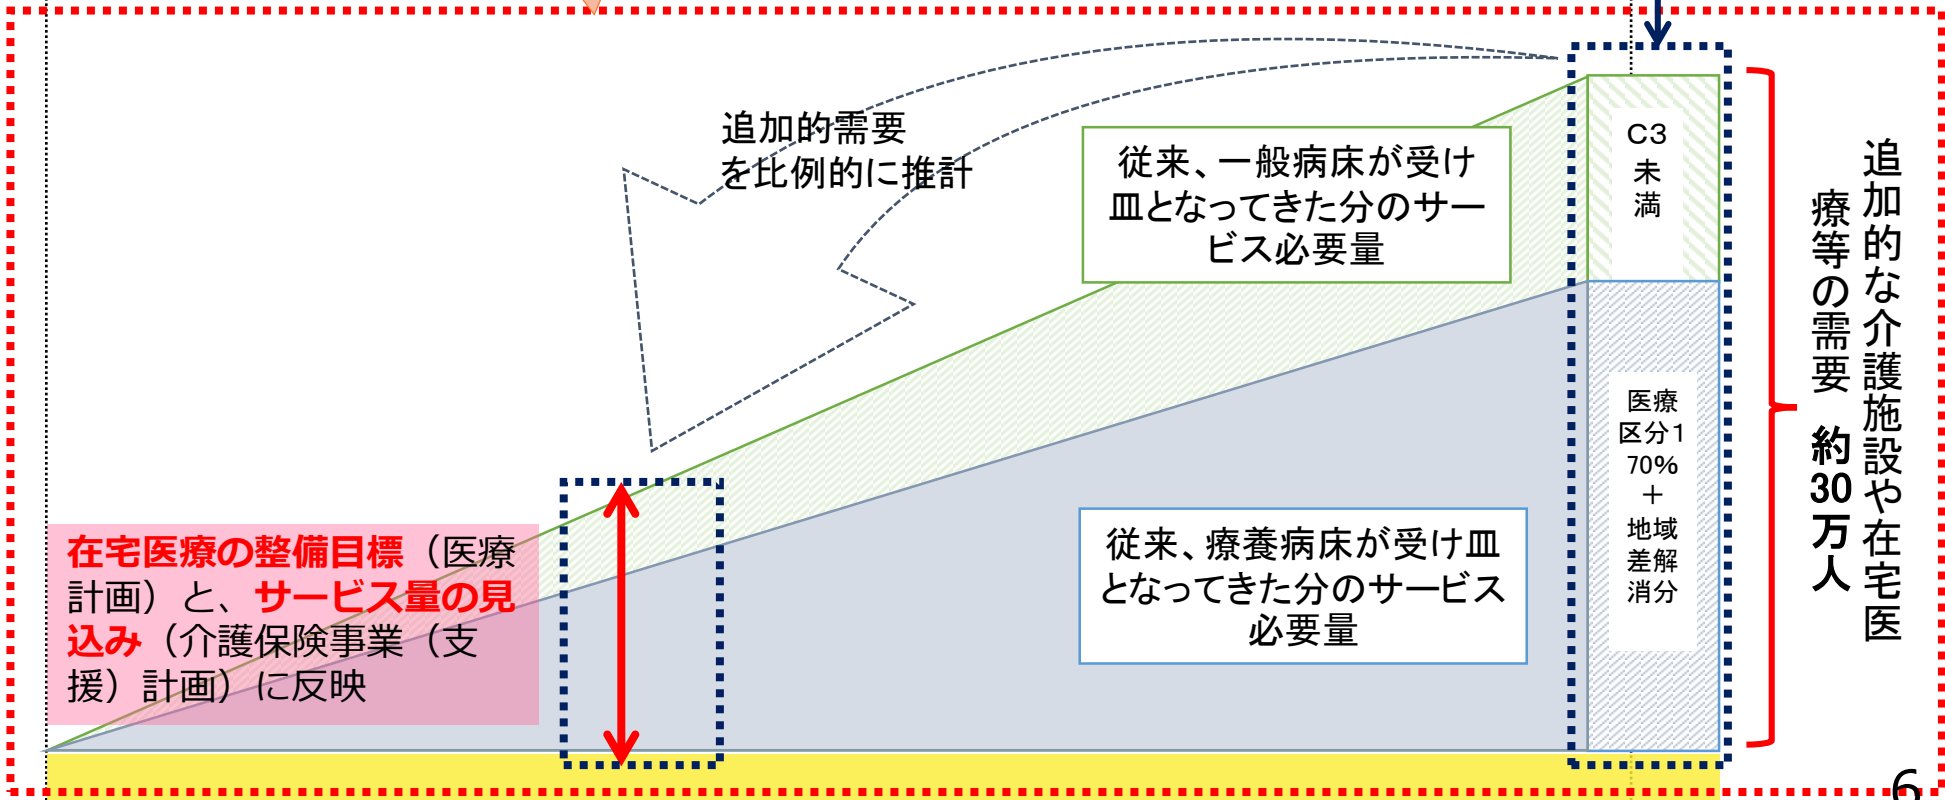 追加的需要
を比例的に推計
従来、一般病床が受け
皿となってきた分のサー
ビス必要量
C3
未
満
追加的な介護施設や在宅医
療等の需要 約30万人
在宅医療の整備目標（医療
計画）と、サービス量の見
込み（介護保険事業（支
援）計画）に反映
従来、療養病床が受け皿
となってきた分のサービス
必要量
医療
区分1
70%
＋
地域
差解
消分
6